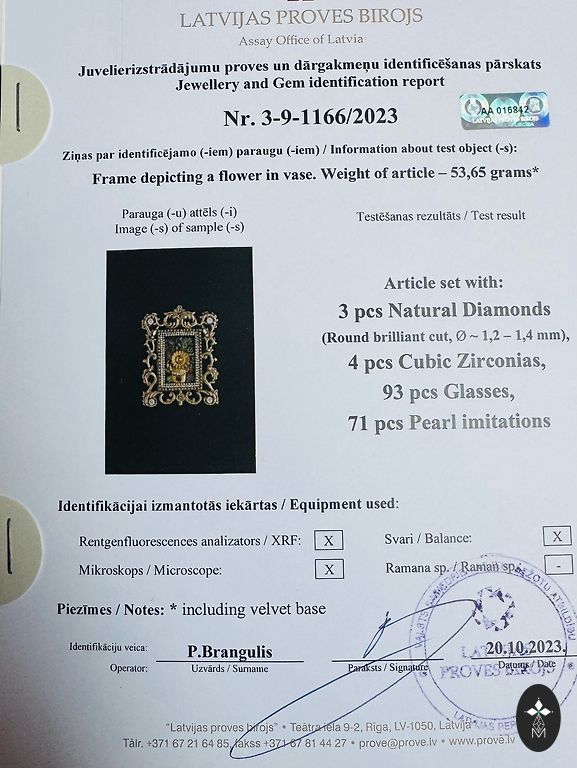 LATVIJAS PROVES BIROJS
Assay Office of Latvia
Juvelierizstrādājumu proves un dārgakmeņu identificēšanas pārskats
Jewellery and Gem identification report
Nr. 3-9-1166/2023
AA 016842
LATVIJAS PROVES BIROJS
Ziņas par identificējamo (-iem) paraugu (-iem) / Information about test object (-s):
Frame depicting a flower in vase. Weight of article – 53,65 grams*
Parauga (-u) attēls (-i)
Image (-s) of sample (-s)
Testēšanas rezultāts / Test result
Article set with:
3 pcs Natural Diamonds
(Round brilliant cut, Ø ~ 1,2 – 1,4 mm),
4 pcs Cubic Zirconias,
93 pcs Glasses,
71 pcs Pearl imitations
Identifikācijai izmantotās iekārtas / Equipment used:
Rentgenfluorescences analizators / XRF: X
Svari / Balance: X
Mikroskops / Microscope: X
Ramana sp. / Raman sp. -
Piezīmes / Notes: * including velvet base
Identifikāciju veica: P.Brangulis
20.10.2023.
Operator: Uzvārds / Surname
Paraksts / Signature
Datums / Date
LATVIJAS
PROVES BIROJS
"Latvijas proves birojs" • Teātra iela 9-2, Rīga, LV-1050, Latvija
Tālr. +371 67 21 64 85, fakss +371 67 81 44 27 • prove@prove.lv • www.prove.lv
M